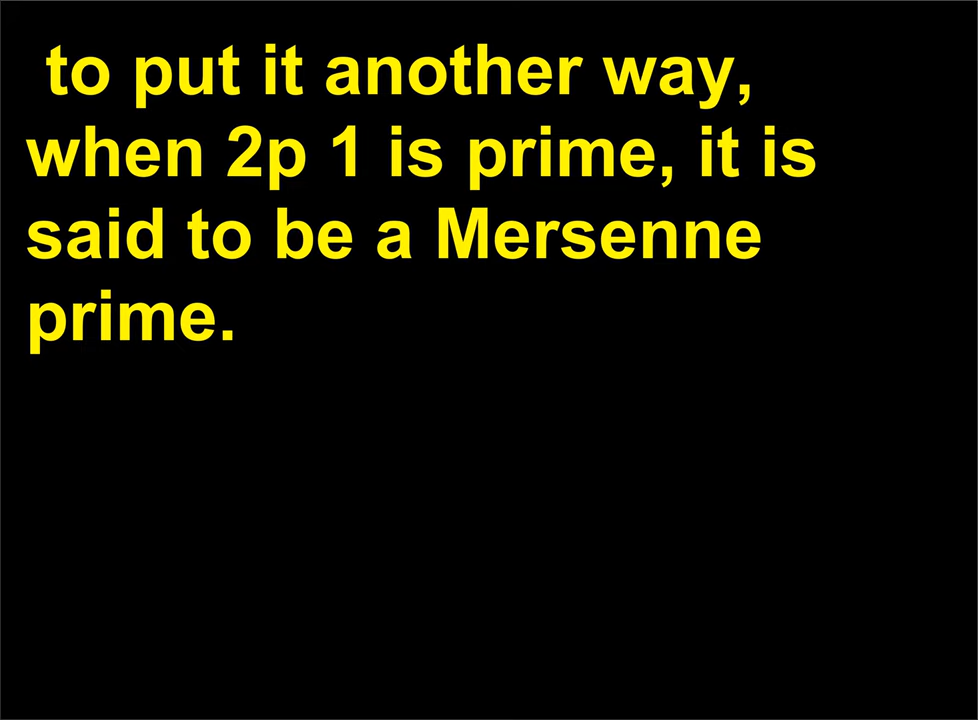 to put it another way,
when 2p 1 is prime, it is
said to be a Mersenne
prime.